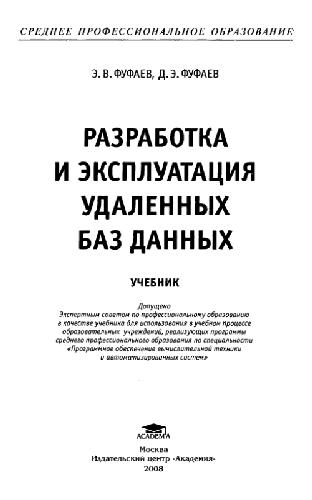 СРЕДНЕЕ ПРОФЕССИОНАЛЬНОЕ ОБРАЗОВАНИЕ
Э. В. ФУФАЕВ, Д. Э. ФУФАЕВ
РАЗРАБОТКА
И ЭКСПЛУАТАЦИЯ
УДАЛЕННЫХ
БАЗ ДАННЫХ
УЧЕБНИК
Допущено
Экспертным советом по профессиональному образованию
в качестве учебника для использования в учебном процессе
образовательных учреждений, реализующих программы
среднего профессионального образования по специальности
«Программное обеспечение вычислительной техники
и автоматизированных систем»
ACADEMA
Москва
Издательский центр «Академия»
2008